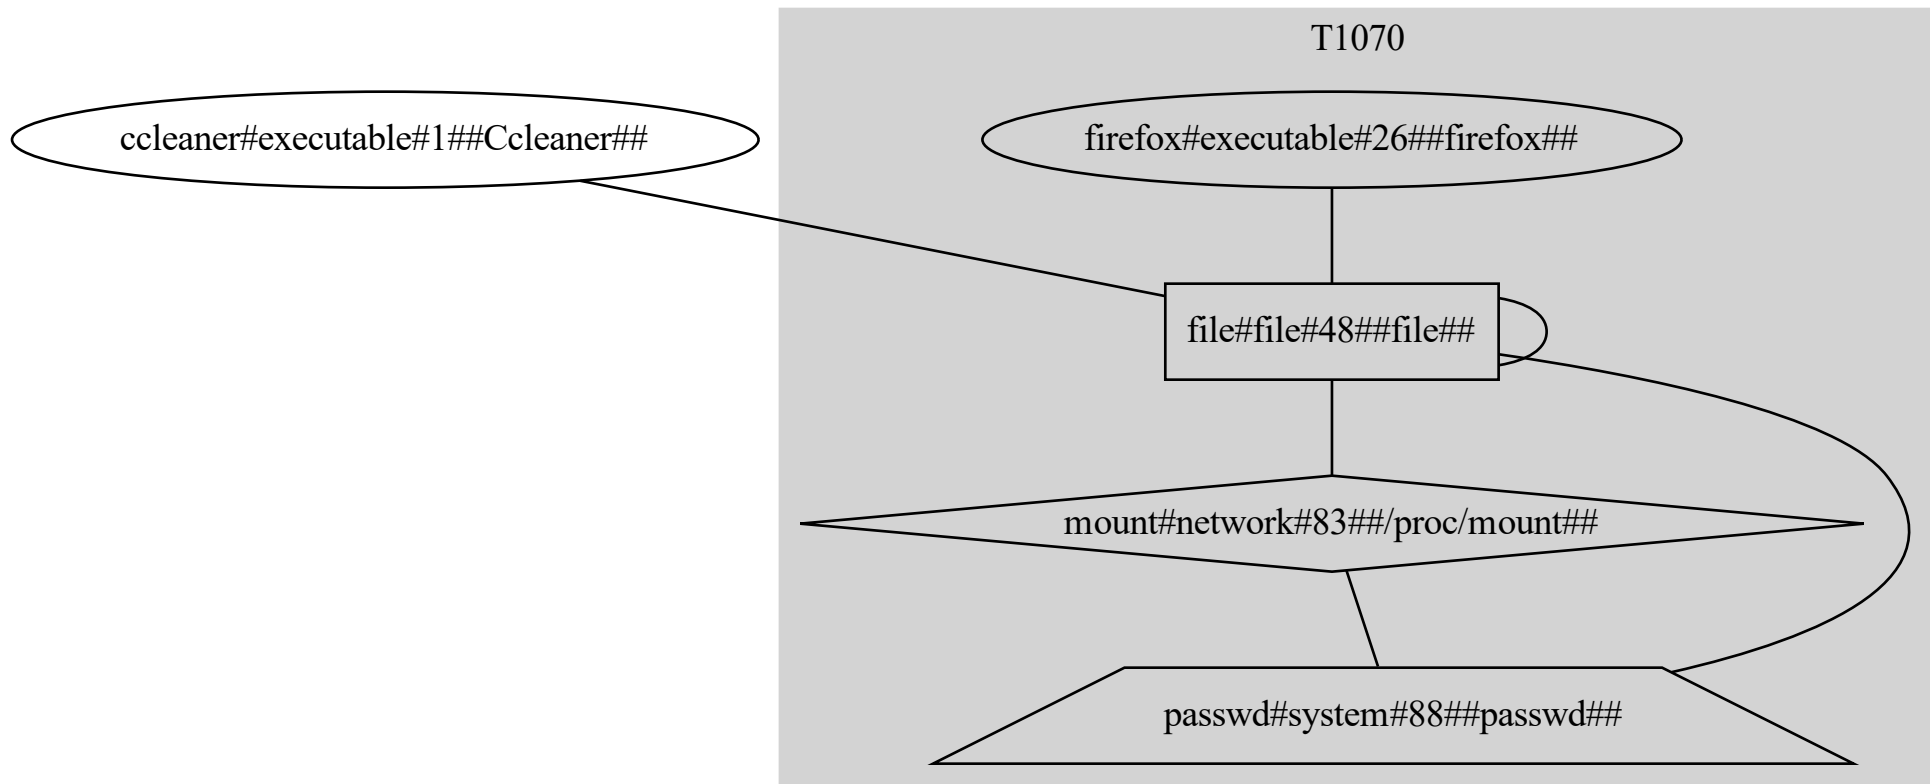 T1070
ccleaner#executable#1##Ccleaner##
firefox#executable#26##firefox##
file#file#48##file##
mount#network#83##/proc/mount##
passwd#system#88##passwd##